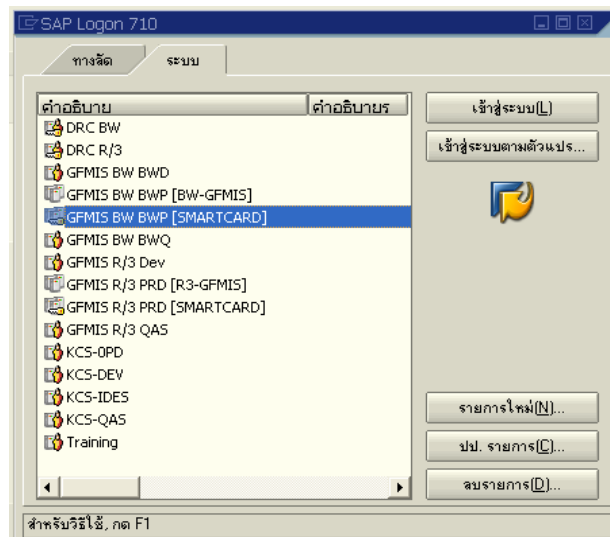 SAP Logon 710
ทางลัด ระบบ
คำอธิบาย คำอธิบายร
DRC BW
DRC R/3
GFMIS BW BWD
GFMIS BW BWP [BW-GFMIS]
GFMIS BW BWP [SMARTCARD]
GFMIS BW BWQ
GFMIS R/3 Dev
GFMIS R/3 PRD [R3-GFMIS]
GFMIS R/3 PRD [SMARTCARD]
GFMIS R/3 QAS
KCS-0PD
KCS-DEV
KCS-IDES
KCS-QAS
Training
เข้าสู่ระบบ(L)
เข้าสู่ระบบตามตัวแปร...
รายการใหม่(N)...
ปป. รายการ(C)...
ลบรายการ(D)...
สำหรับวิธีใช้, กด F1